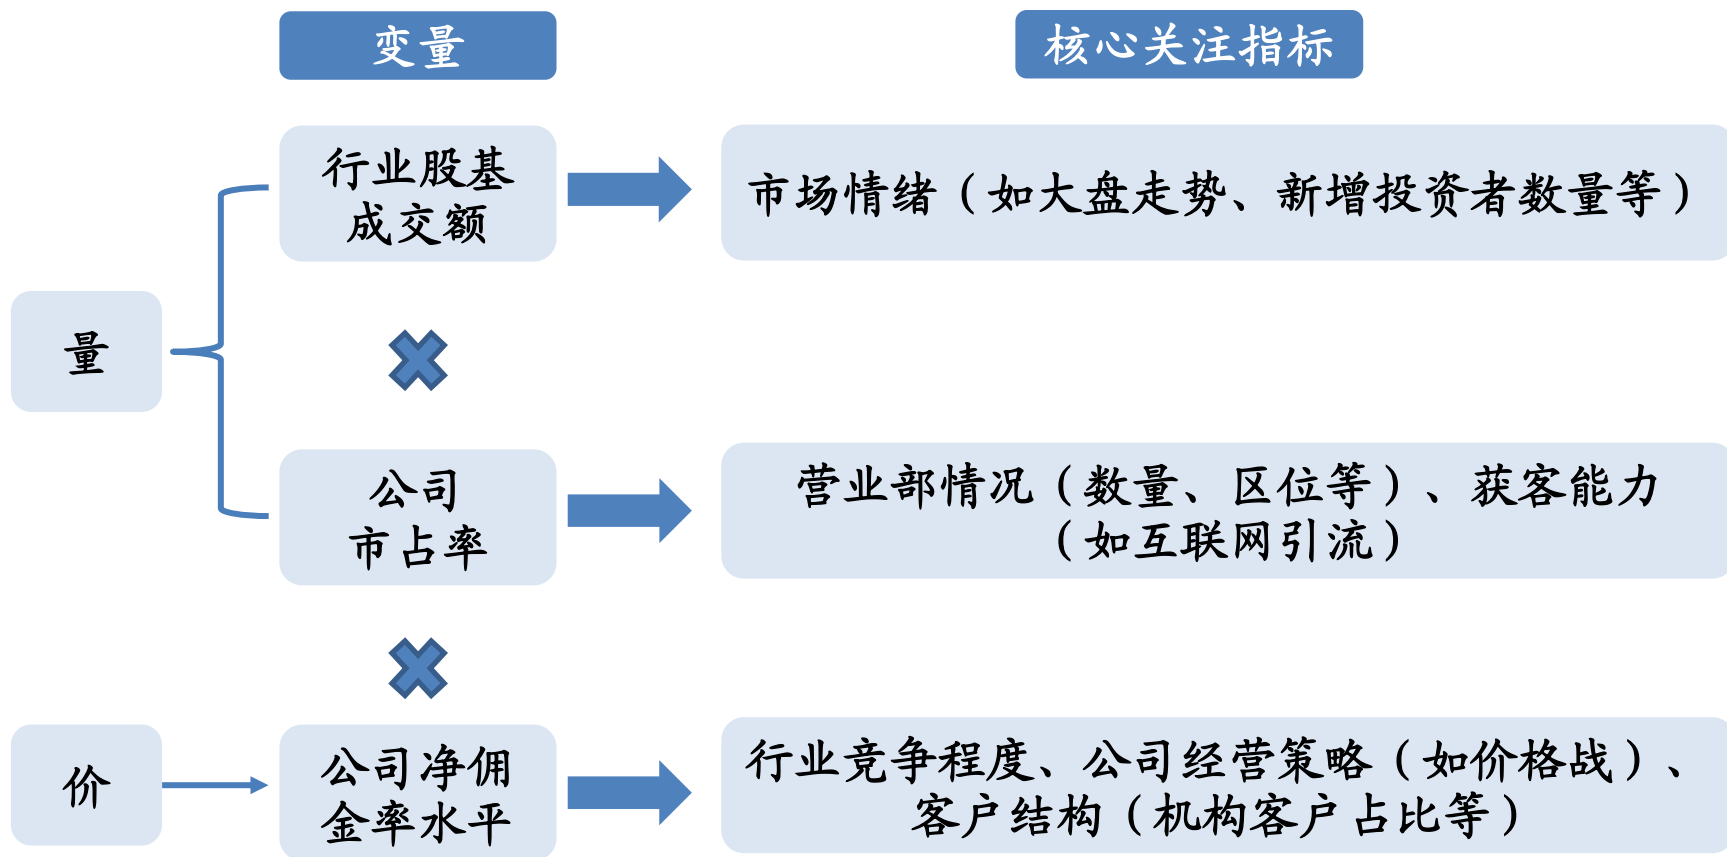 变量
核心关注指标
行业股基
成交额
市场情绪（如大盘走势、新增投资者数量等）
量
公司
市占率
营业部情况（数量、区位等）、获客能力
（如互联网引流）
价
公司净佣
金率水平
行业竞争程度、公司经营策略（如价格战）、
客户结构（机构客户占比等）